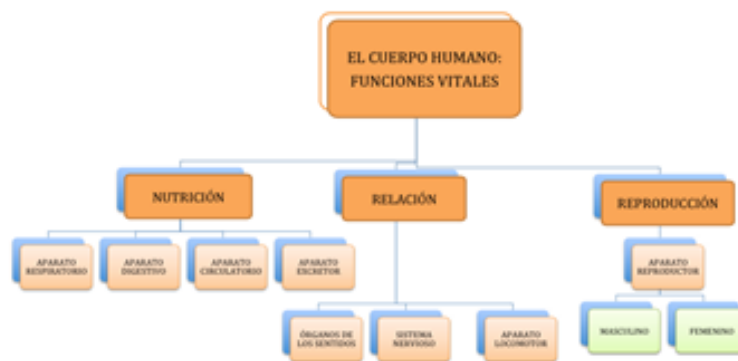 EL CUERPO HUMANO:
FUNCIONES VITALES
NUTRICIÓN
RELACIÓN
REPRODUCCIÓN
APARATO
RESPIRATORIO
APARATO
DIGESTIVO
APARATO
CIRCULATORIO
APARATO
EXCRETOR
APARATO
REPRODUCTOR
ÓRGANOS DE
LOS SENTIDOS
SISTEMA
NERVIOSO
APARATO
LOCOMOTOR
MASCULINO
FEMENINO